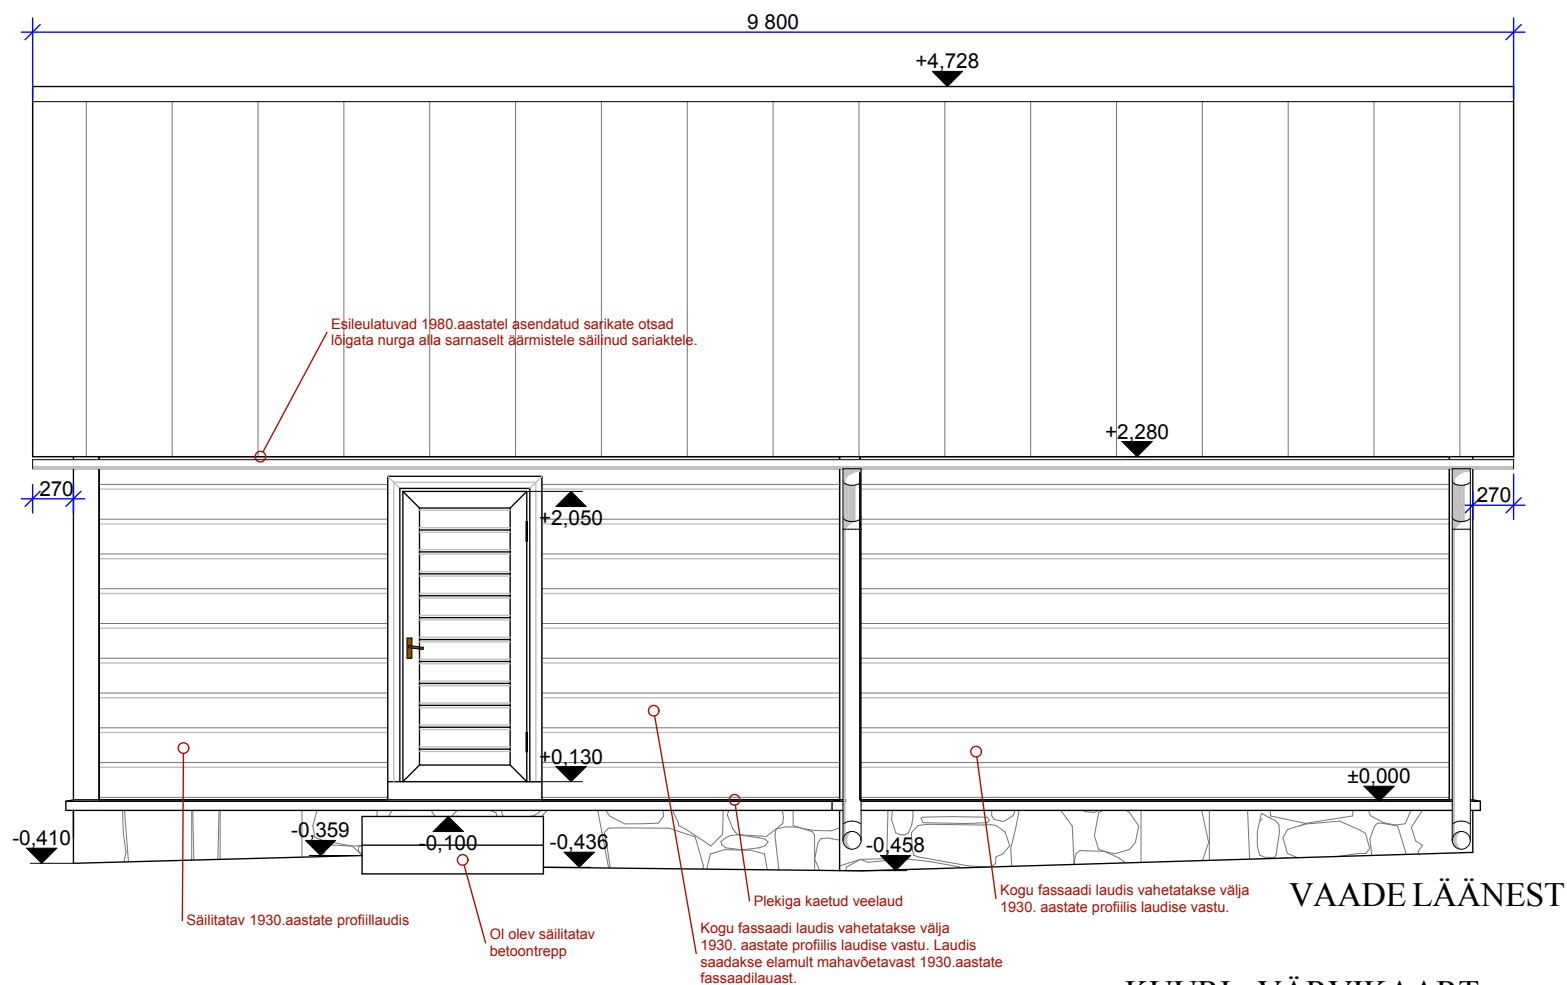 9 800
+4,728
Esileulatuvad 1980.aastatel asendatud sarikate otsad
lõigata nurga alla sarnaselt äärmistele säilinud sariaktele.
+2,280
270
270
+2,050
+0,130
±0,000
-0,410
-0,359
-0,100
-0,436
-0,458
Säilitatav 1930.aastate profiillaudis
Ol olev säilitatav
betoontrepp
Plekiga kaetud veelaud
Kogu fassaadi laudis vahetatakse välja
1930. aastate profiilis laudise vastu. Laudis
saadakse elamult mahavõetavast 1930.aastate
fassaadilauast.
Kogu fassaadi laudis vahetatakse välja
1930. aastate profiilis laudise vastu.
VAADE LÄÄNEST